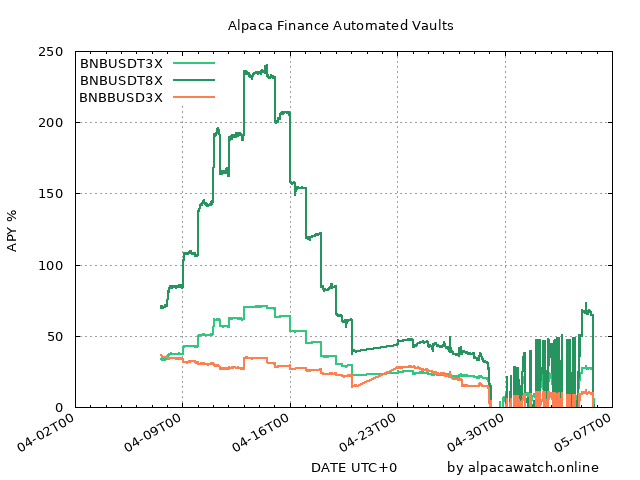 Alpaca Finance Automated Vaults
250
200
150
100
50
0
APY %
BNBUSDT3X
BNBUSDT8X
BNBBUSD3X
04-02T00
04-09T00
04-16T00
04-23T00
04-30T00
05-07T00
DATE UTC+0
by alpacawatch.online